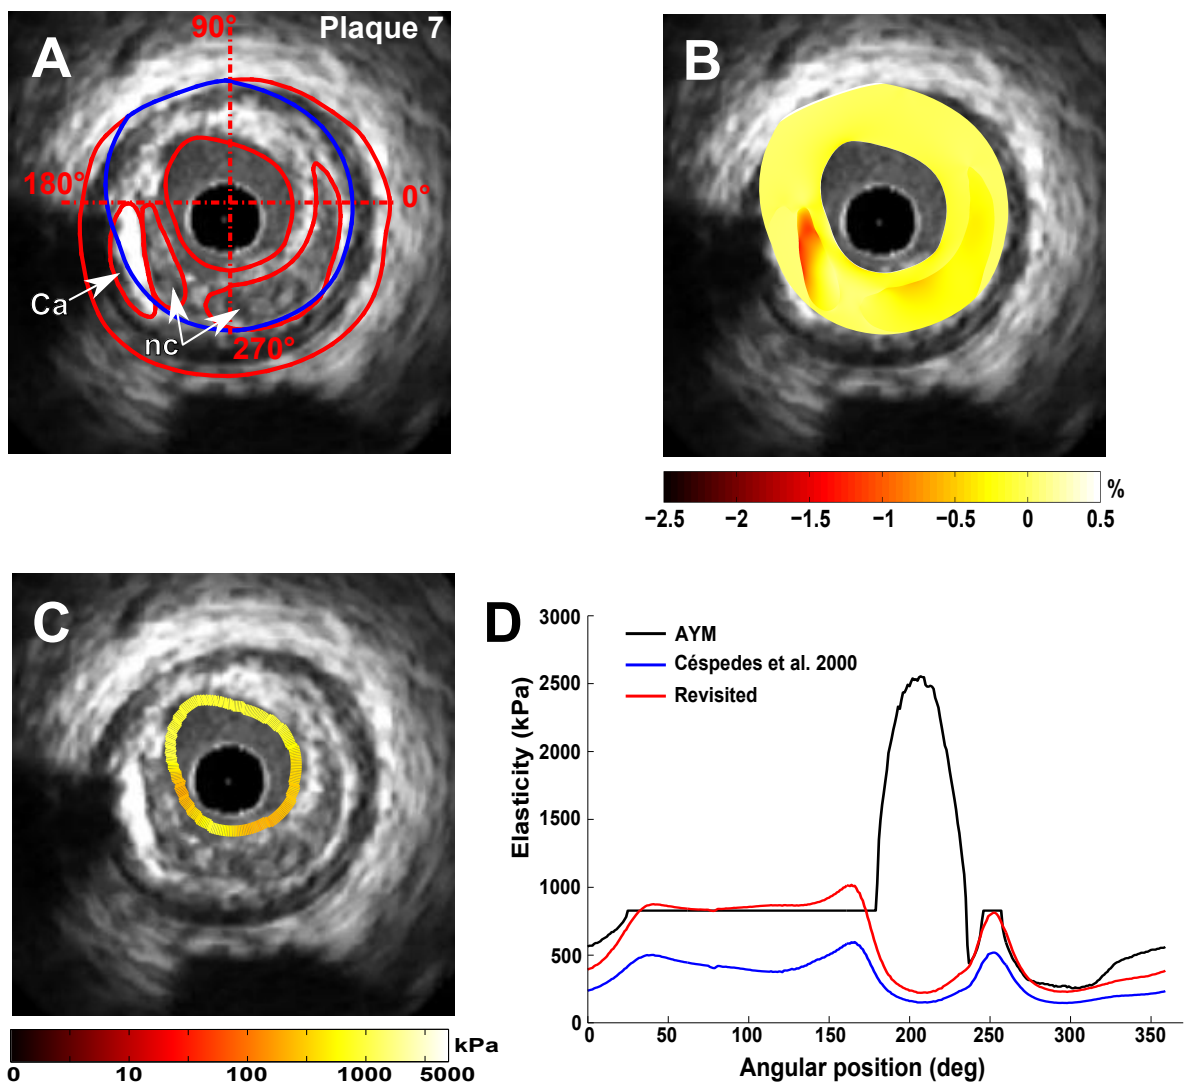 A
90°
Plaque 7
180°
0°
Ca
nc
270°
B
−2.5 −2 −1.5 −1 −0.5 0 0.5 %
C
0 10 100 1000 5000 kPa
D
Elasticity (kPa)
3000
2500
2000
1500
1000
500
0
AYM
Céspedes et al. 2000
Revisited
0 50 100 150 200 250 300 350
Angular position (deg)